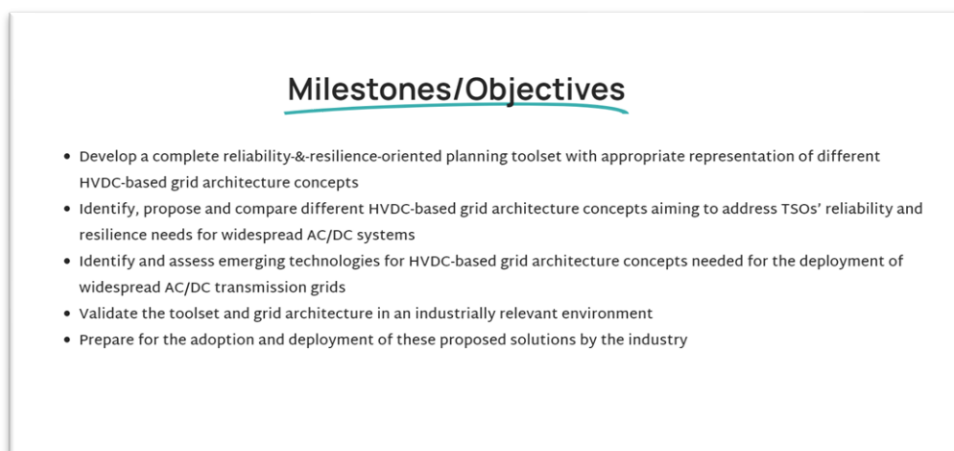 Milestones/Objectives
• Develop a complete reliability-&-resilience-oriented planning toolset with appropriate representation of different
HVDC-based grid architecture concepts
• Identify, propose and compare different HVDC-based grid architecture concepts aiming to address TSOs' reliability and
resilience needs for widespread AC/DC systems
• Identify and assess emerging technologies for HVDC-based grid architecture concepts needed for the deployment of
widespread AC/DC transmission grids
• Validate the toolset and grid architecture in an industrially relevant environment
• Prepare for the adoption and deployment of these proposed solutions by the industry